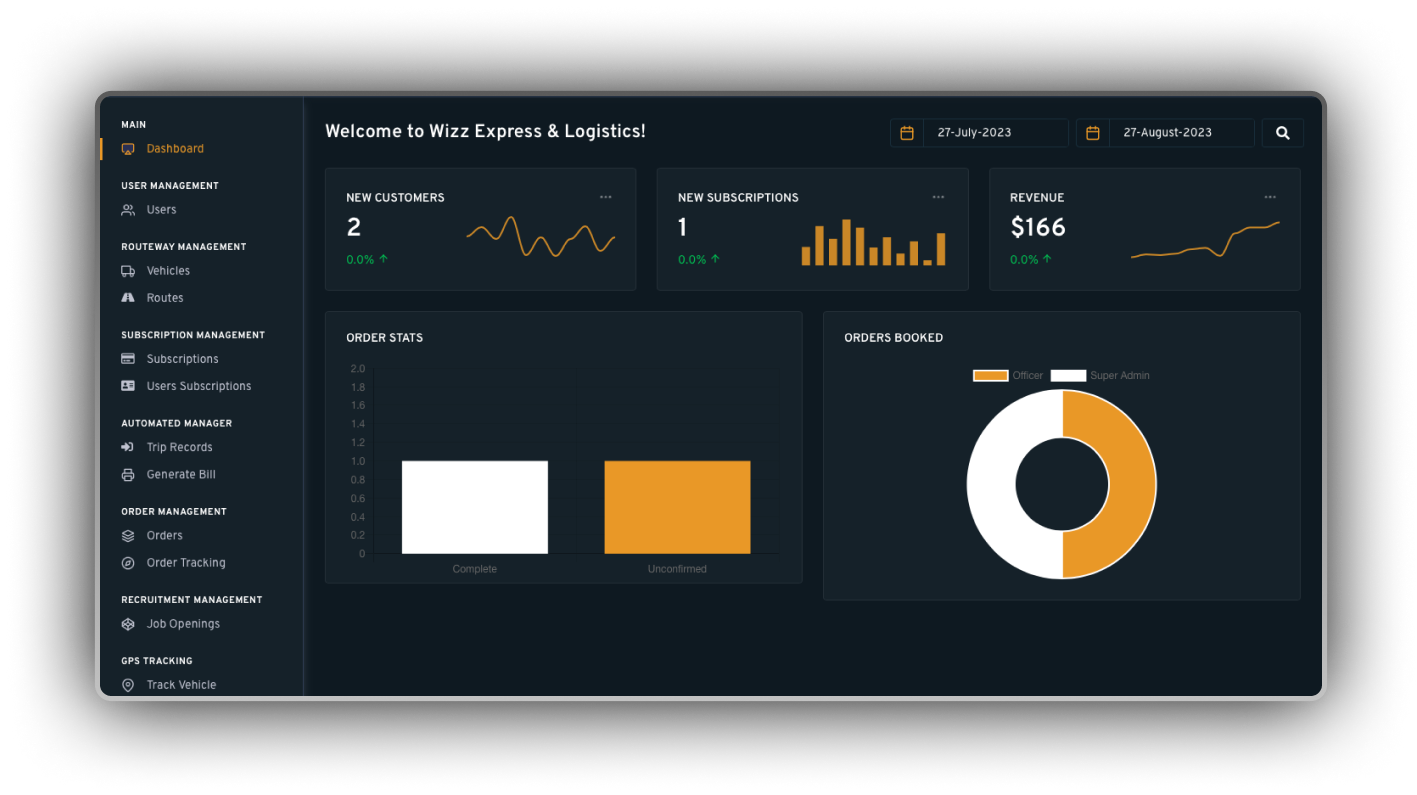 MAIN
Dashboard
USER MANAGEMENT
Users
ROUTEWAY MANAGEMENT
Vehicles
Routes
SUBSCRIPTION MANAGEMENT
Subscriptions
Users Subscriptions
AUTOMATED MANAGER
Trip Records
Generate Bill
ORDER MANAGEMENT
Orders
Order Tracking
RECRUITMENT MANAGEMENT
Job Openings
GPS TRACKING
Track Vehicle
Welcome to Wizz Express & Logistics!
27-July-2023
27-August-2023
NEW CUSTOMERS
2
0.0% ↑
NEW SUBSCRIPTIONS
1
0.0% ↑
REVENUE
$166
0.0% ↑
ORDER STATS
2.0
1.8
1.6
1.4
1.2
1.0
0.8
0.6
0.4
0.2
0
Complete
Unconfirmed
ORDERS BOOKED
Officer
Super Admin